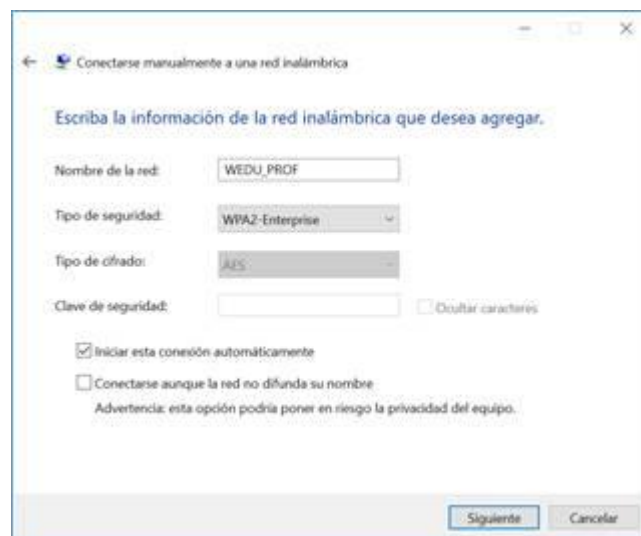 Conectarse manualmente a una red inalámbrica
Escriba la información de la red inalámbrica que desea agregar.
Nombre de la red: WEDU_PROF
Tipo de seguridad: WPA2-Enterprise
Tipo de cifrado: AES
Clave de seguridad: Ocultar caracteres
Iniciar esta conexión automáticamente
Conectarse aunque la red no difunda su nombre
Advertencia: esta opción podría poner en riesgo la privacidad del equipo.
Siguiente Cancelar